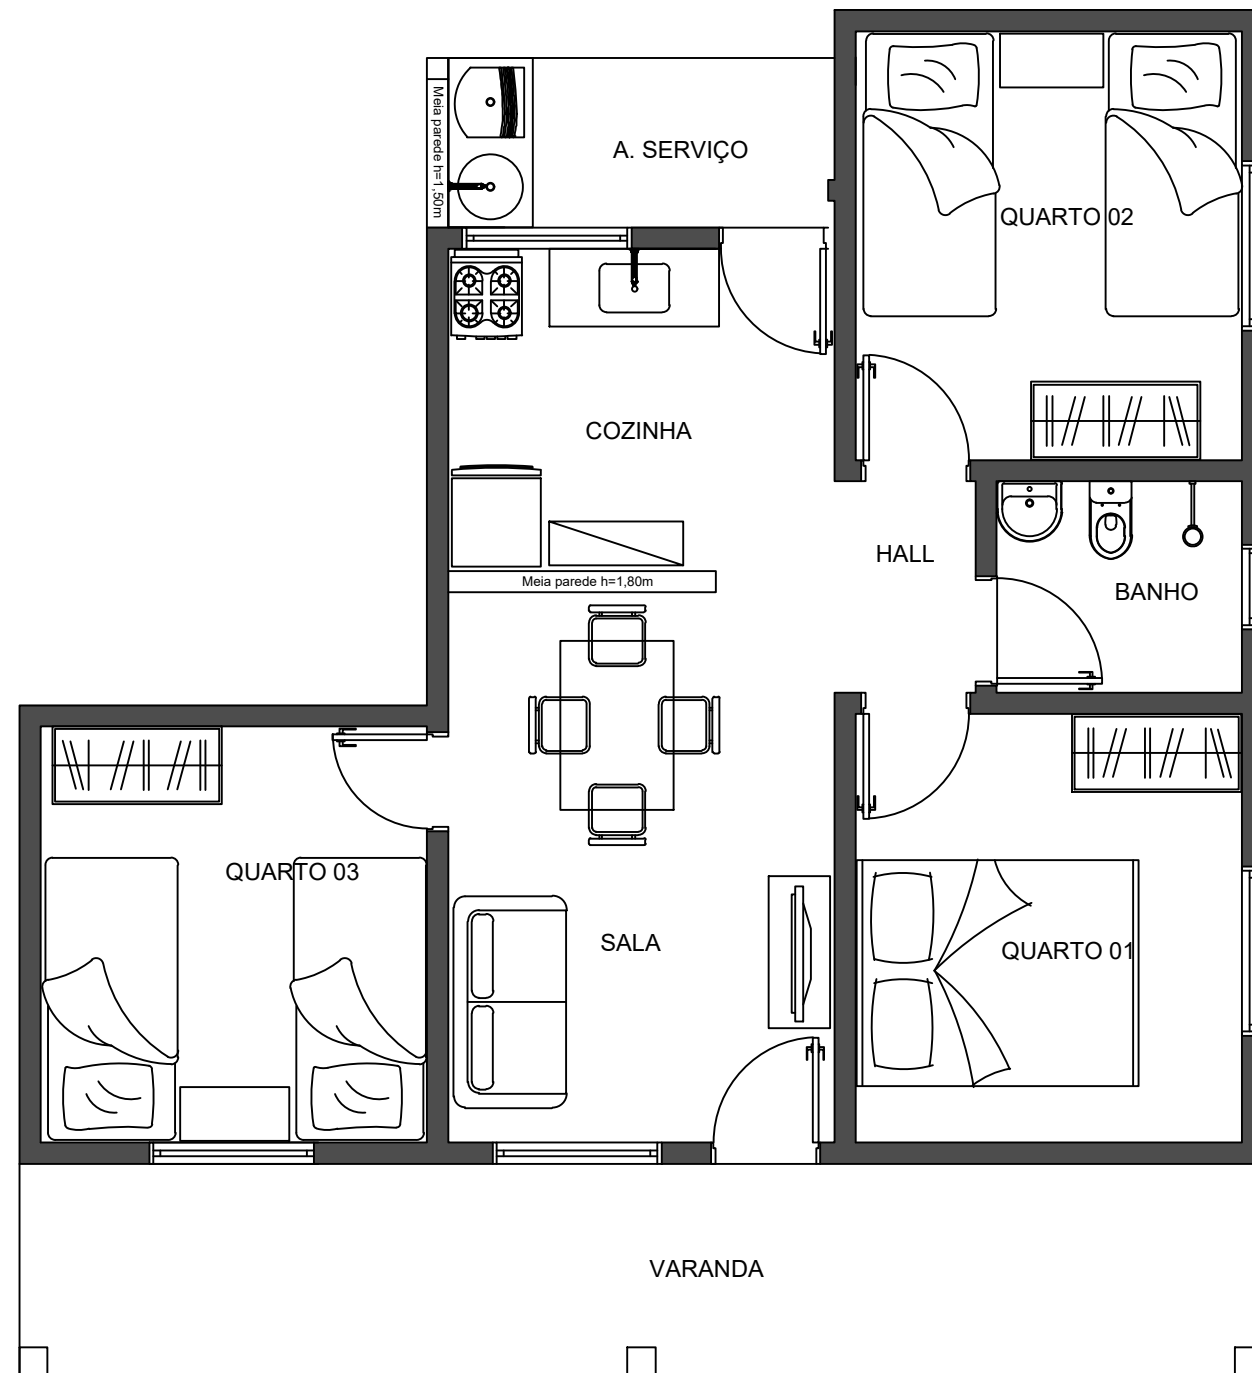 Meia parede h=1,50m
A. SERVIÇO
QUARTO 02
COZINHA
HALL
Meia parede h=1,80m
BANHO
QUARTO 03
SALA
QUARTO 01
VARANDA